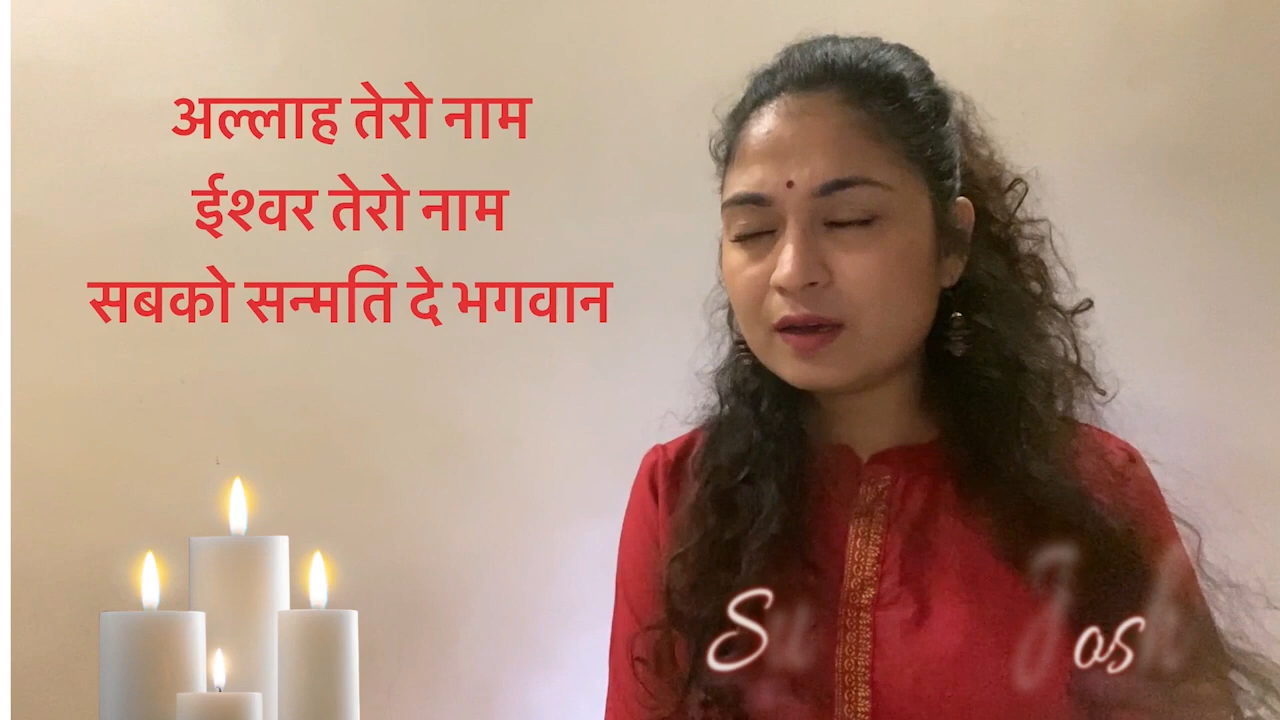 अल्लाह तेरो नाम
ईश्वर तेरो नाम
सबको सन्मति दे भगवान